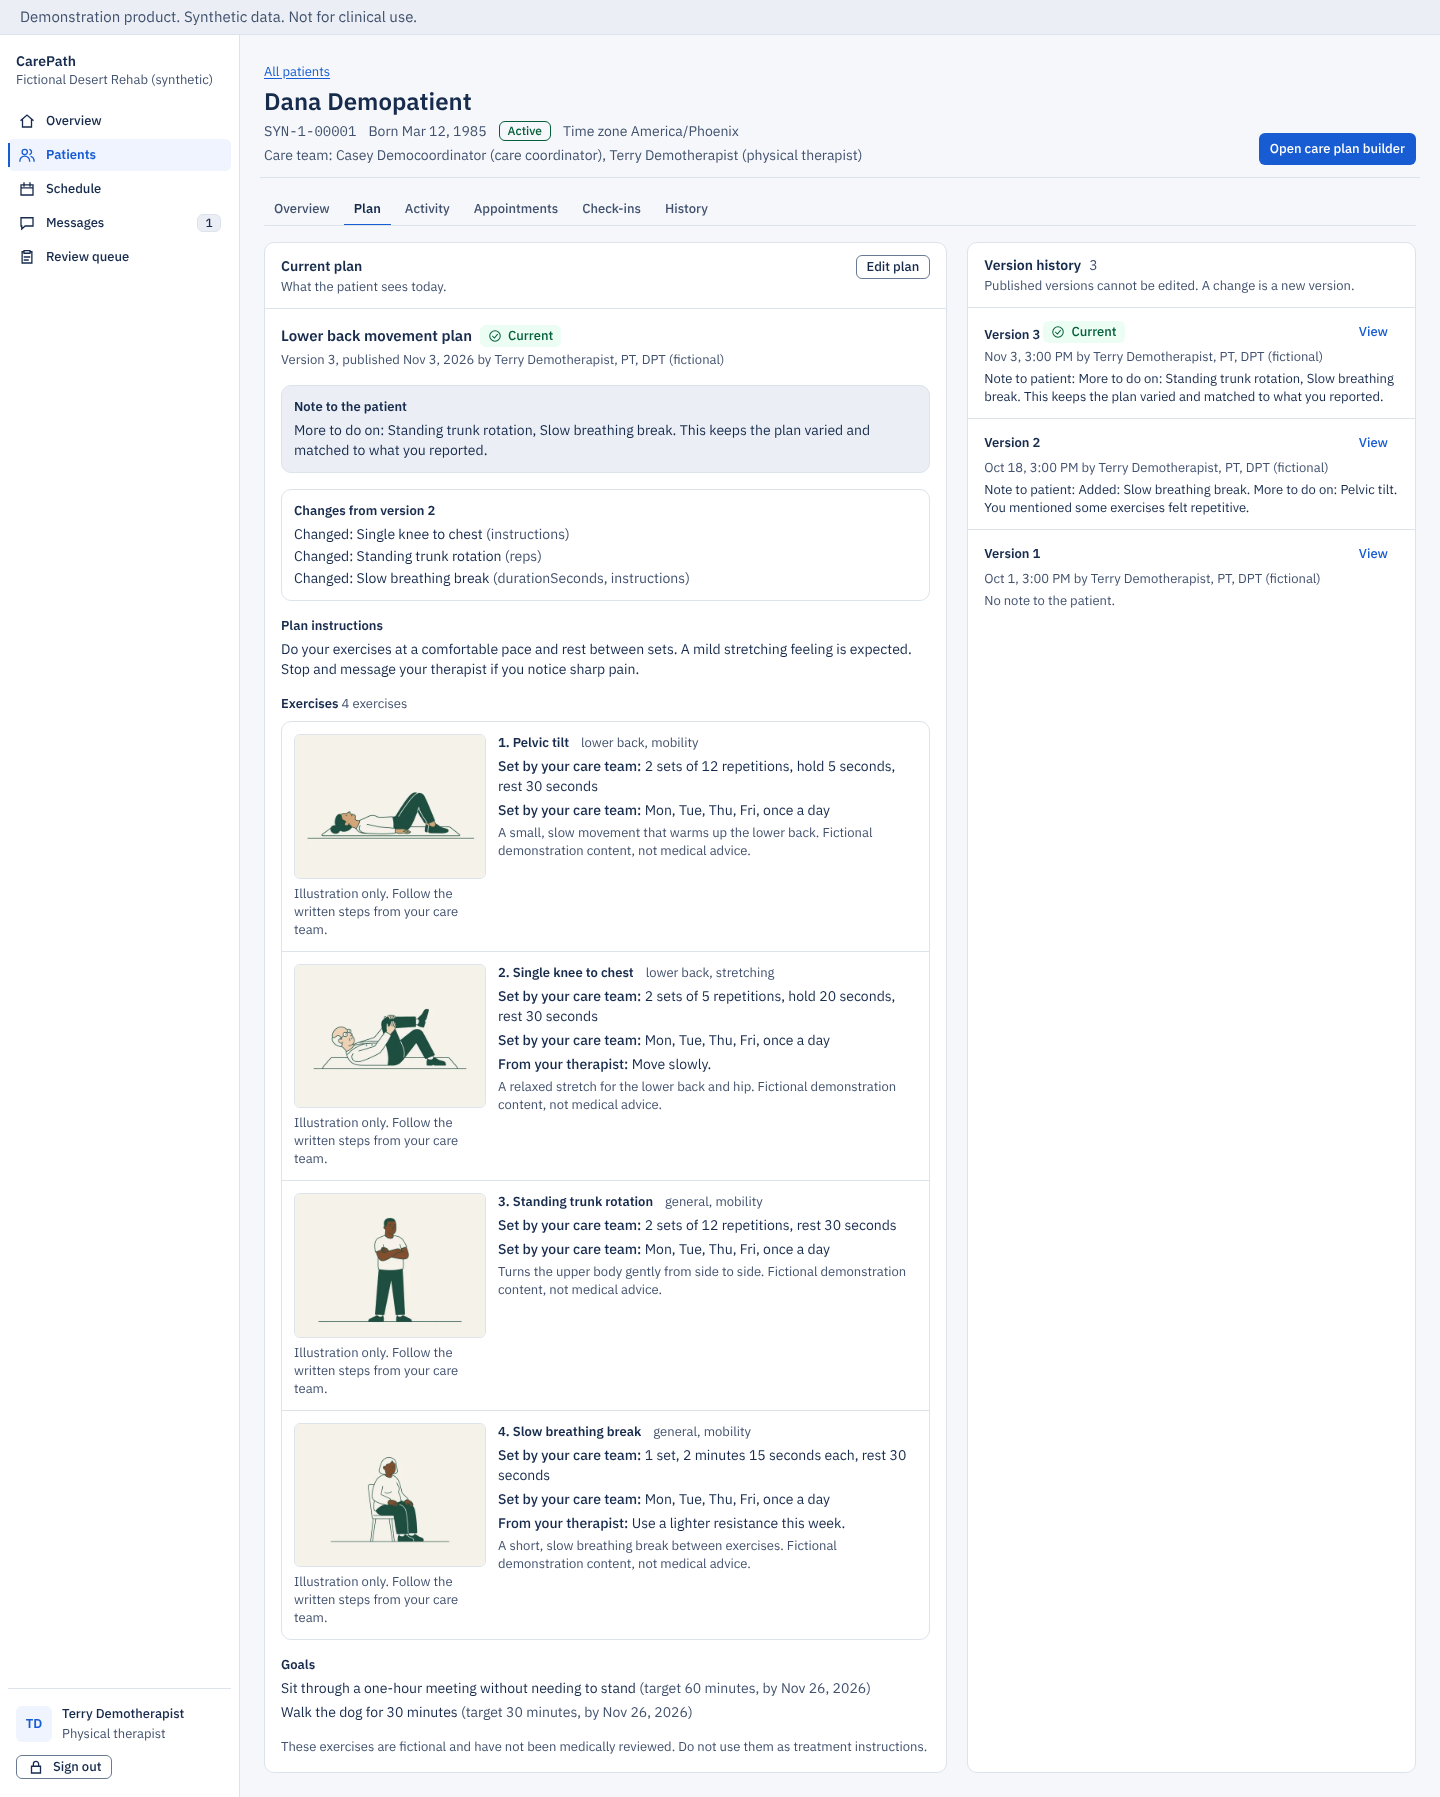 Demonstration product. Synthetic data. Not for clinical use.
CarePath
Fictional Desert Rehab (synthetic)
Overview
Patients
Schedule
Messages
1
Review queue
All patients
Dana Demopatient
SYN-1-00001 Born Mar 12, 1985 Active Time zone America/Phoenix
Care team: Casey Democoordinator (care coordinator), Terry Demotherapist (physical therapist)
Open care plan builder
Overview Plan Activity Appointments Check-ins History
Current plan
What the patient sees today.
Edit plan
Lower back movement plan Current
Version 3, published Nov 3, 2026 by Terry Demotherapist, PT, DPT (fictional)
Note to the patient
More to do on: Standing trunk rotation, Slow breathing break. This keeps the plan varied and
matched to what you reported.
Changes from version 2
Changed: Single knee to chest (instructions)
Changed: Standing trunk rotation (reps)
Changed: Slow breathing break (durationSeconds, instructions)
Plan instructions
Do your exercises at a comfortable pace and rest between sets. A mild stretching feeling is expected.
Stop and message your therapist if you notice sharp pain.
Exercises 4 exercises
1. Pelvic tilt lower back, mobility
Set by your care team: 2 sets of 12 repetitions, hold 5 seconds,
rest 30 seconds
Set by your care team: Mon, Tue, Thu, Fri, once a day
A small, slow movement that warms up the lower back. Fictional
demonstration content, not medical advice.
Illustration only. Follow the
written steps from your care
team.
2. Single knee to chest lower back, stretching
Set by your care team: 2 sets of 5 repetitions, hold 20 seconds,
rest 30 seconds
Set by your care team: Mon, Tue, Thu, Fri, once a day
From your therapist: Move slowly.
A relaxed stretch for the lower back and hip. Fictional demonstration
content, not medical advice.
Illustration only. Follow the
written steps from your care
team.
3. Standing trunk rotation general, mobility
Set by your care team: 2 sets of 12 repetitions, rest 30 seconds
Set by your care team: Mon, Tue, Thu, Fri, once a day
Turns the upper body gently from side to side. Fictional demonstration
content, not medical advice.
Illustration only. Follow the
written steps from your care
team.
4. Slow breathing break general, mobility
Set by your care team: 1 set, 2 minutes 15 seconds each, rest 30
seconds
Set by your care team: Mon, Tue, Thu, Fri, once a day
From your therapist: Use a lighter resistance this week.
A short, slow breathing break between exercises. Fictional
demonstration content, not medical advice.
Illustration only. Follow the
written steps from your care
team.
Goals
Sit through a one-hour meeting without needing to stand (target 60 minutes, by Nov 26, 2026)
Walk the dog for 30 minutes (target 30 minutes, by Nov 26, 2026)
These exercises are fictional and have not been medically reviewed. Do not use them as treatment instructions.
Version history 3
Published versions cannot be edited. A change is a new version.
Version 3 Current View
Nov 3, 3:00 PM by Terry Demotherapist, PT, DPT (fictional)
Note to patient: More to do on: Standing trunk rotation, Slow breathing
break. This keeps the plan varied and matched to what you reported.
Version 2 View
Oct 18, 3:00 PM by Terry Demotherapist, PT, DPT (fictional)
Note to patient: Added: Slow breathing break. More to do on: Pelvic tilt.
You mentioned some exercises felt repetitive.
Version 1 View
Oct 1, 3:00 PM by Terry Demotherapist, PT, DPT (fictional)
No note to the patient.
TD
Terry Demotherapist
Physical therapist
Sign out